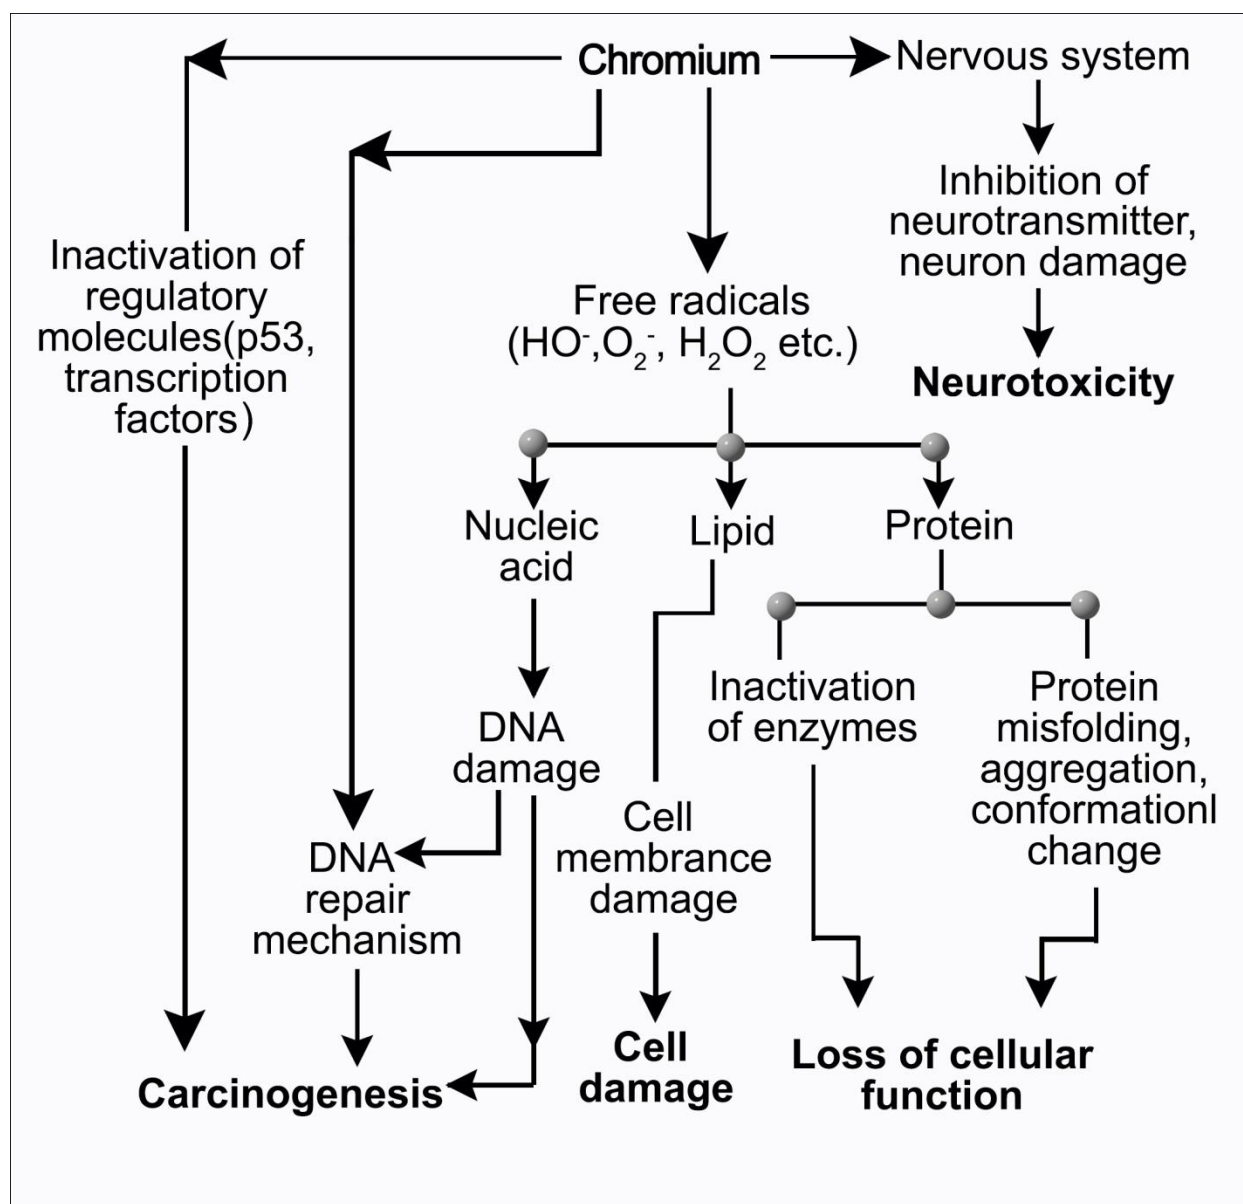 Chromium
Nervous system
Inhibition of
neurotransmitter,
neuron damage
Neurotoxicity
Inactivation of
regulatory
molecules(p53,
transcription
factors)
Free radicals
(HO⁻,O₂⁻, H₂O₂ etc.)
Nucleic
acid
Lipid
Protein
DNA
damage
Inactivation
of enzymes
Protein
misfolding,
aggregation,
conformationl
change
DNA
repair
mechanism
Cell
membrance
damage
Carcinogenesis
Cell
damage
Loss of cellular
function